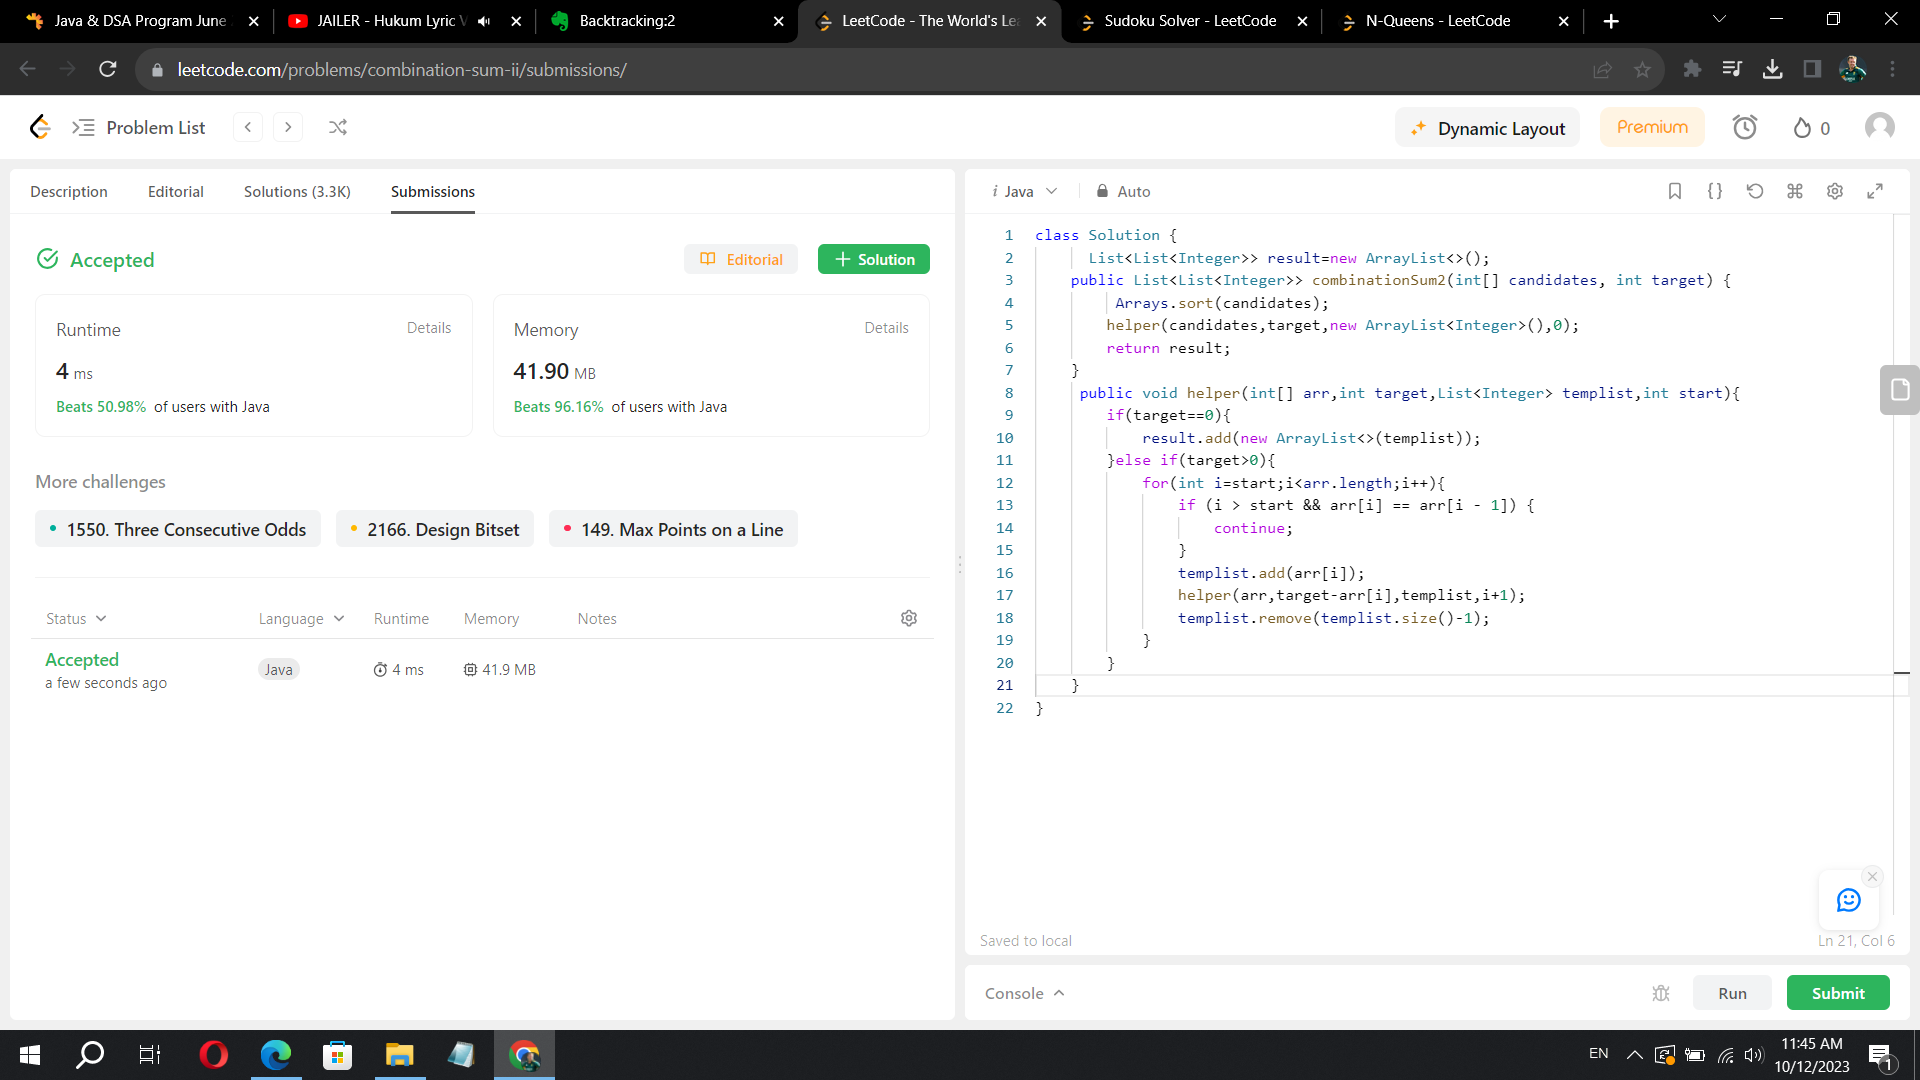 Java & DSA Program June
JAILER - Hukum Lyric V
Backtracking:2
LeetCode - The World's Le
Sudoku Solver - LeetCode
N-Queens - LeetCode
leetcode.com/problems/combination-sum-ii/submissions/
Problem List
Dynamic Layout
Premium
0
Description
Editorial
Solutions (3.3K)
Submissions
Accepted
Editorial
Solution
Runtime
Details
4 ms
Beats 50.98% of users with Java
Memory
Details
41.90 MB
Beats 96.16% of users with Java
More challenges
1550. Three Consecutive Odds
2166. Design Bitset
149. Max Points on a Line
Status
Language
Runtime
Memory
Notes
Accepted
a few seconds ago
Java
4 ms
41.9 MB
i Java
Auto
1 class Solution {
2 List<List<Integer>> result=new ArrayList<>();
3 public List<List<Integer>> combinationSum2(int[] candidates, int target) {
4 Arrays.sort(candidates);
5 helper(candidates,target,new ArrayList<Integer>(),0);
6 return result;
7 }
8 public void helper(int[] arr,int target,List<Integer> templist,int start){
9 if(target==0){
10 result.add(new ArrayList<>(templist));
11 }else if(target>0){
12 for(int i=start;i<arr.length;i++){
13 if (i > start && arr[i] == arr[i - 1]) {
14 continue;
15 }
16 templist.add(arr[i]);
17 helper(arr,target-arr[i],templist,i+1);
18 templist.remove(templist.size()-1);
19 }
20 }
21 }
22 }
Saved to local
Ln 21, Col 6
Console
Run
Submit
EN
11:45 AM
10/12/2023
1